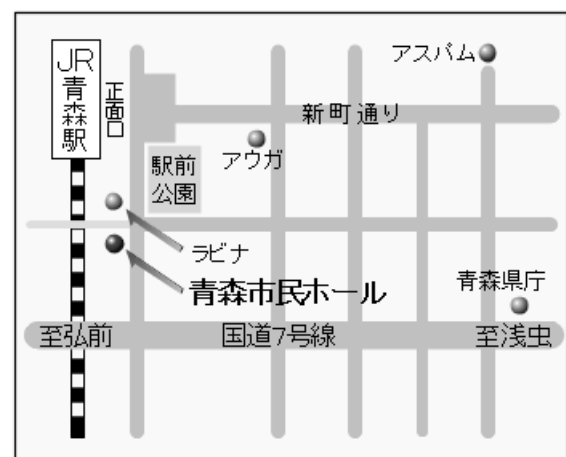 アスパム
JR
青森駅
正面口
新町通り
アウガ
駅前
公園
ラビナ
青森市民ホール
青森県庁
至弘前
国道7号線
至浅虫